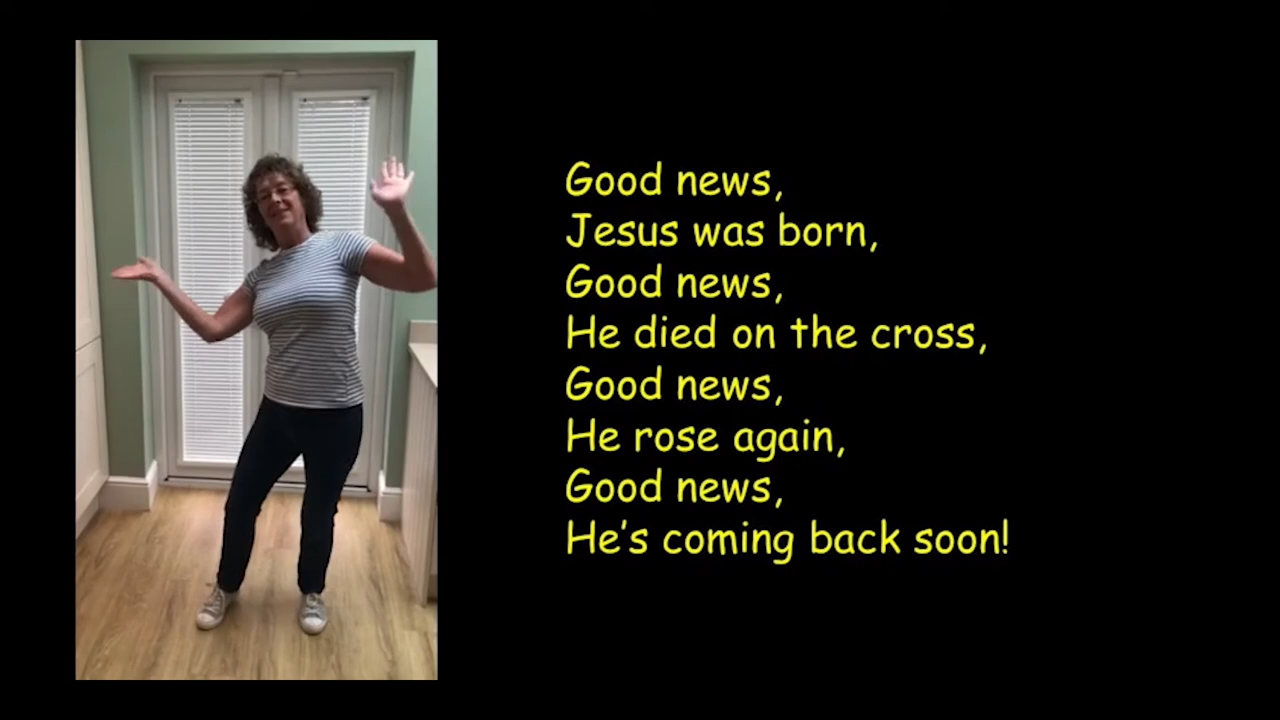 Good news,
Jesus was born,
Good news,
He died on the cross,
Good news,
He rose again,
Good news,
He's coming back soon!